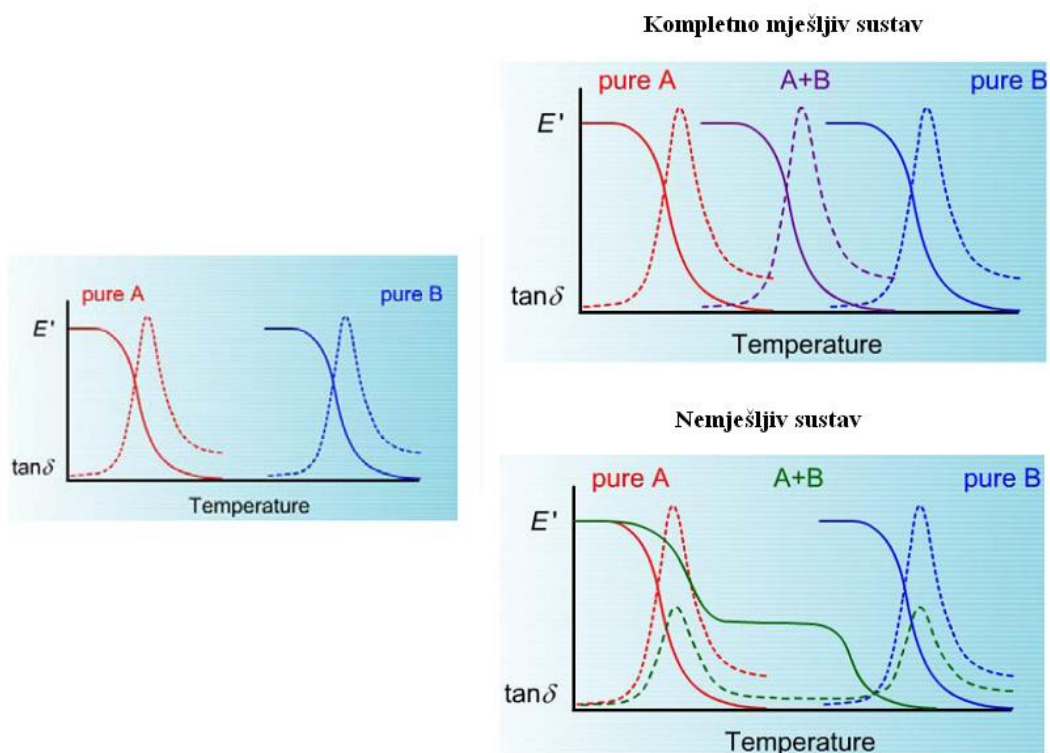 pure A pure B
E'
tanδ
Temperature
Kompletno mješljiv sustav
pure A A+B pure B
E'
tanδ
Temperature
Nemješljiv sustav
pure A A+B pure B
E'
tanδ
Temperature